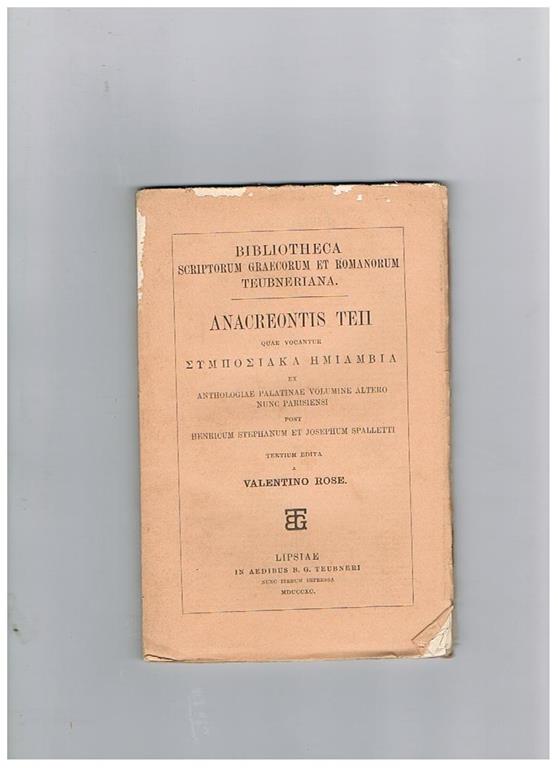 BIBLIOTHECA
SCRIPTORUM GRAECORUM ET ROMANORUM
TEUBNERIANA.
ANACREONTIS TEII
QUAE VOCANTUR
ΣΥΜΠΟΣΙΑΚΑ ΗΜΙΑΜΒΙΑ
EX
ANTHOLOGIAE PALATINAE VOLUMINE ALTERO
NUNC PARISIENSI
POST
HENRICUM STEPHANUM ET JOSEPHUM SPALLETTI
TERTIUM EDITA
A
VALENTINO ROSE.
BTG
LIPSIAE
IN AEDIBUS B. G. TEUBNERI
NUNC ITERUM IMPRESSA
MDCCCXC.